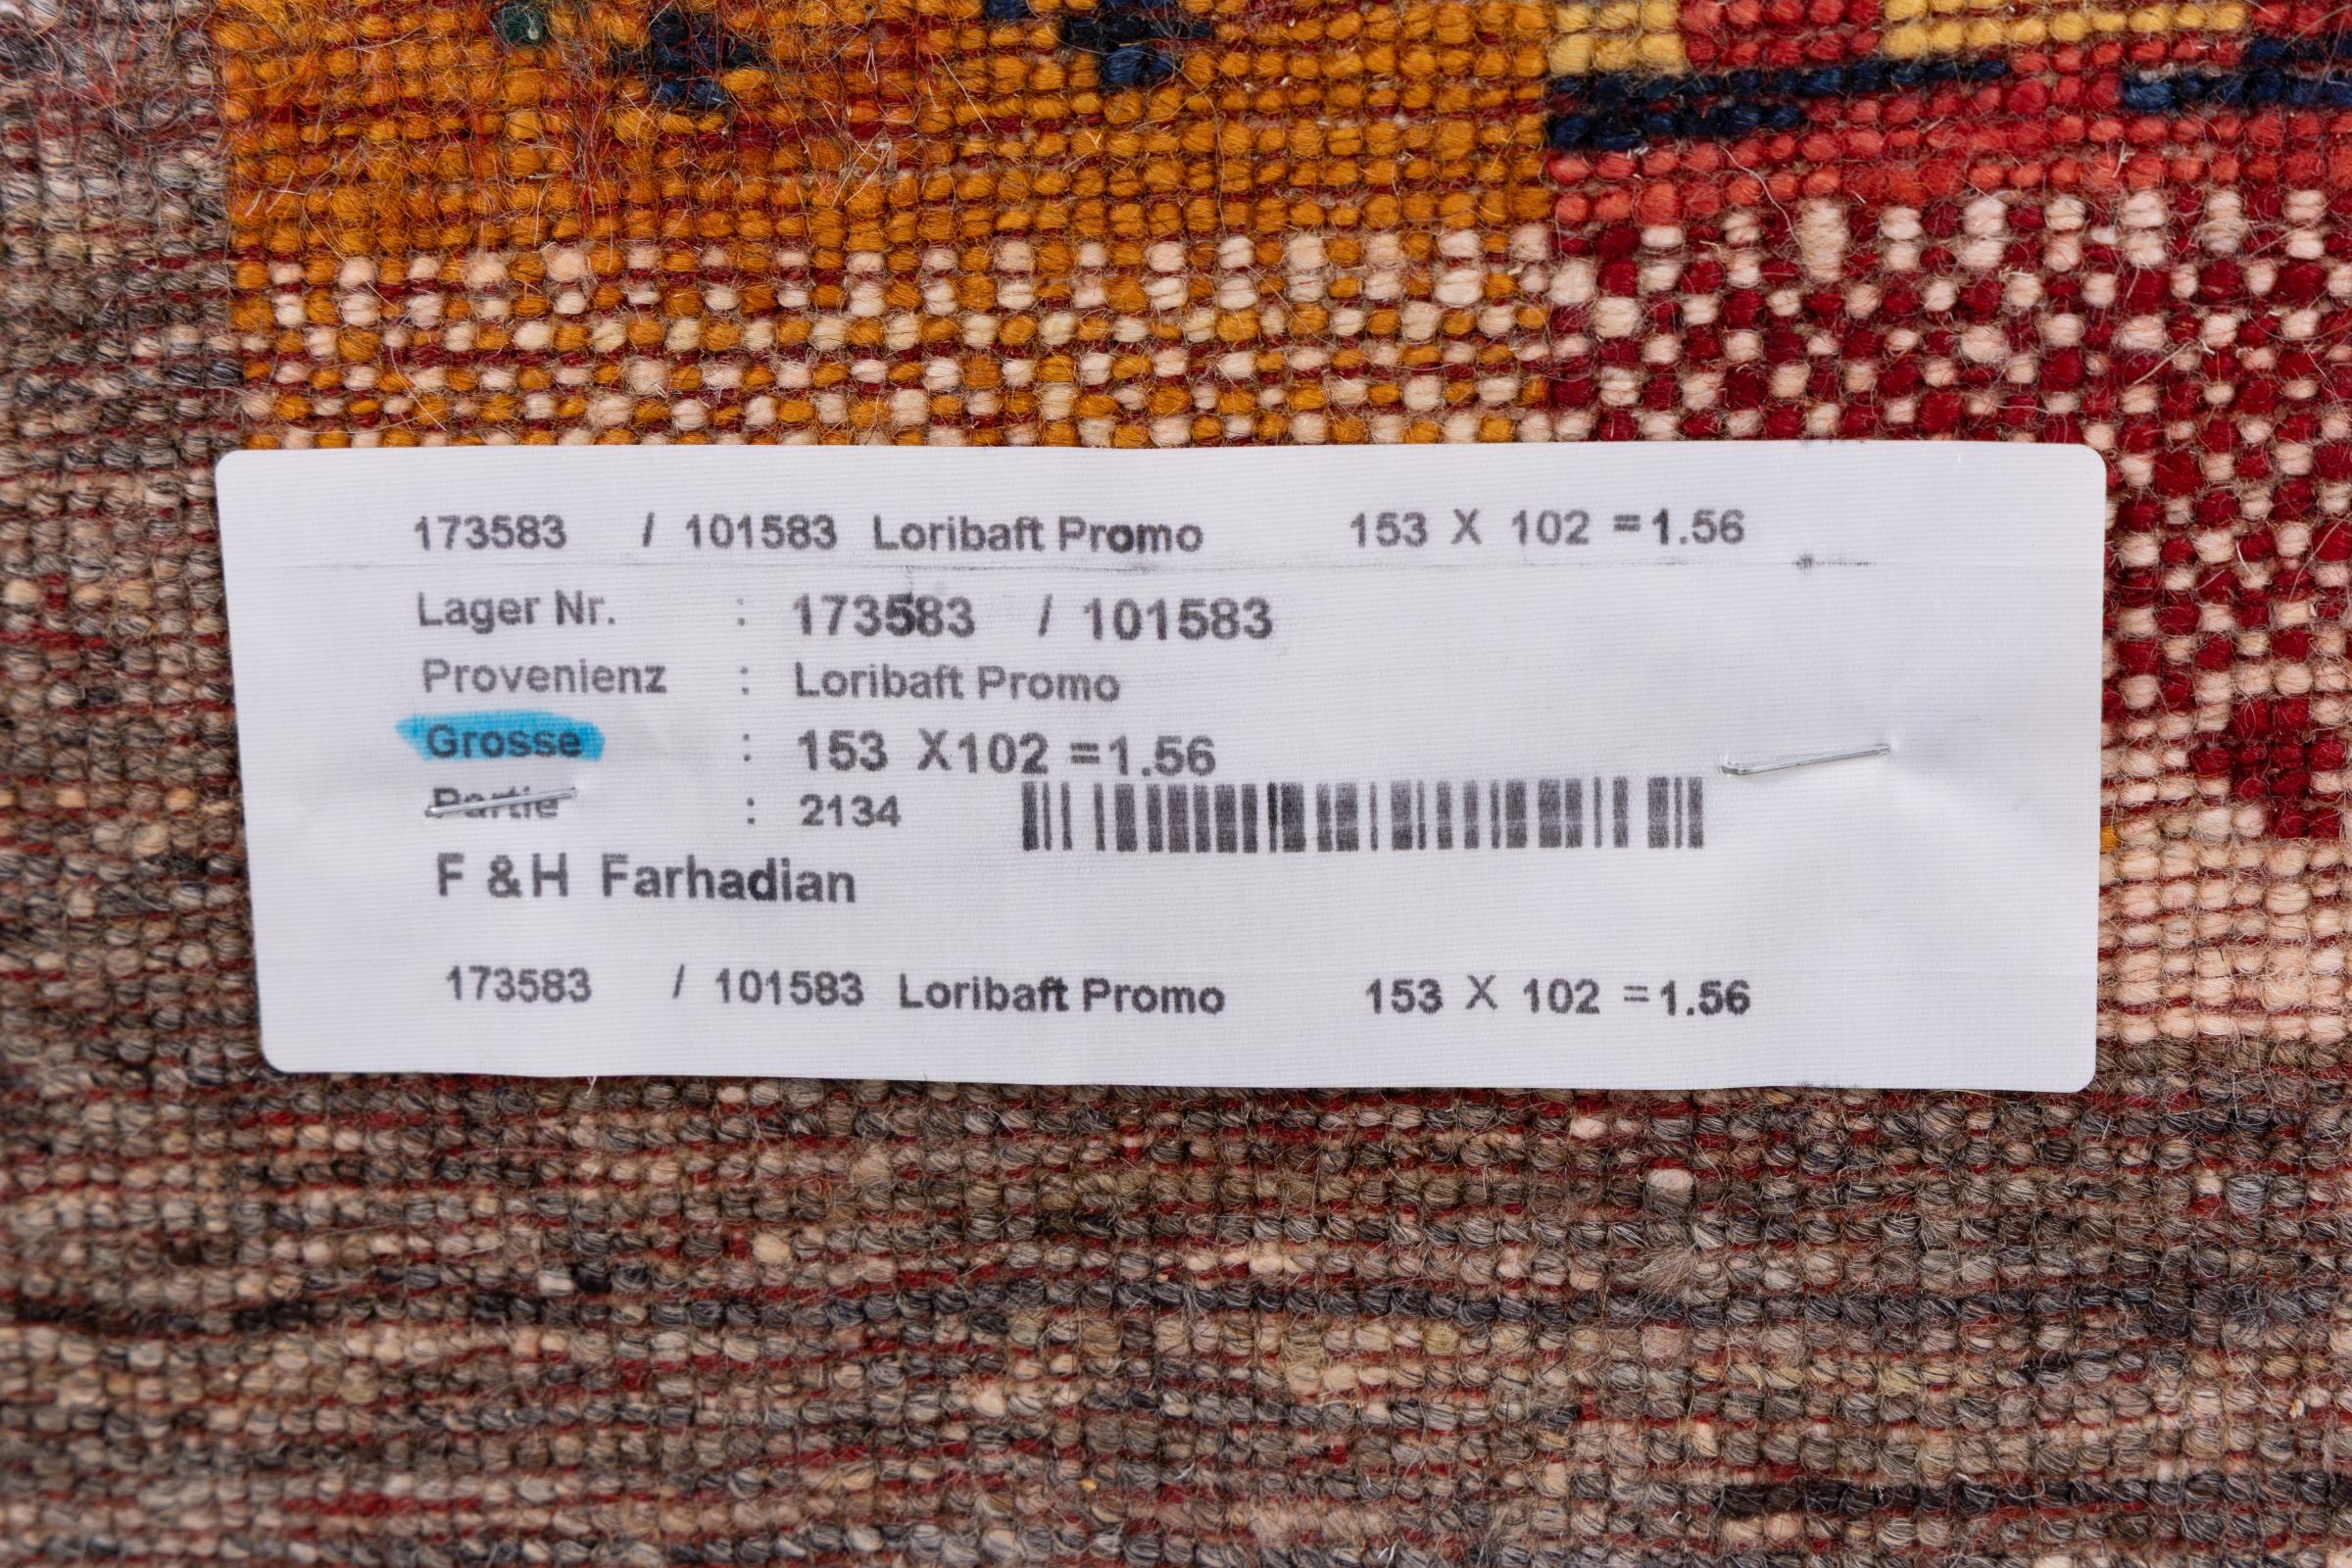 173583 / 101583 Loribaft Promo 153 X 102 =1.56
Lager Nr. : 173583 / 101583
Provenienz : Loribaft Promo
Grosse : 153 X102 =1.56
Partie : 2134
F & H Farhadian
173583 / 101583 Loribaft Promo 153 X 102 =1.56